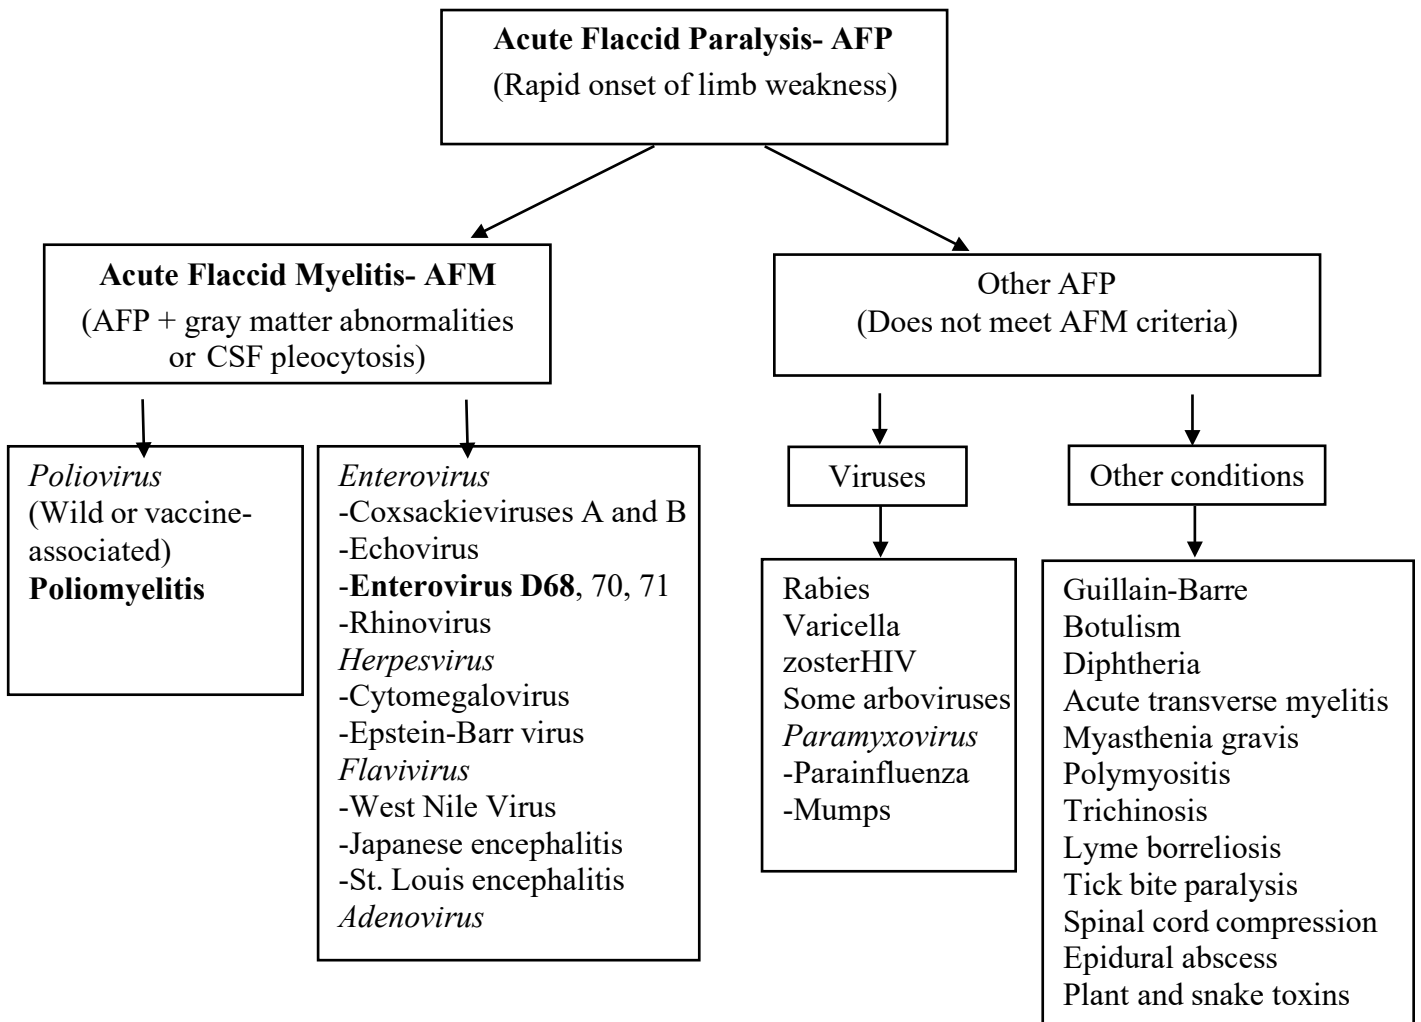 Acute Flaccid Paralysis- AFP
(Rapid onset of limb weakness)
Acute Flaccid Myelitis- AFM
(AFP + gray matter abnormalities
or CSF pleocytosis)
Other AFP
(Does not meet AFM criteria)
Poliovirus
(Wild or vaccine-
associated)
Poliomyelitis
Enterovirus
-Coxsackieviruses A and B
-Echovirus
-Enterovirus D68, 70, 71
-Rhinovirus
Herpesvirus
-Cytomegalovirus
-Epstein-Barr virus
Flavivirus
-West Nile Virus
-Japanese encephalitis
-St. Louis encephalitis
Adenovirus
Viruses
Rabies
Varicella
zosterHIV
Some arboviruses
Paramyxovirus
-Parainfluenza
-Mumps
Other conditions
Guillain-Barre
Botulism
Diphtheria
Acute transverse myelitis
Myasthenia gravis
Polymyositis
Trichinosis
Lyme borreliosis
Tick bite paralysis
Spinal cord compression
Epidural abscess
Plant and snake toxins